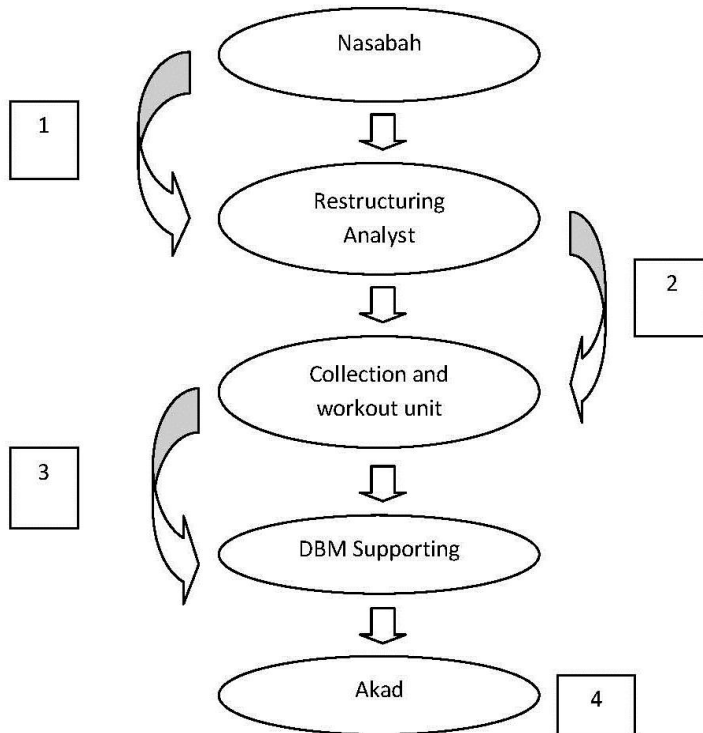 Nasabah
1
Restructuring
Analyst
2
Collection and
workout unit
3
DBM Supporting
Akad
4